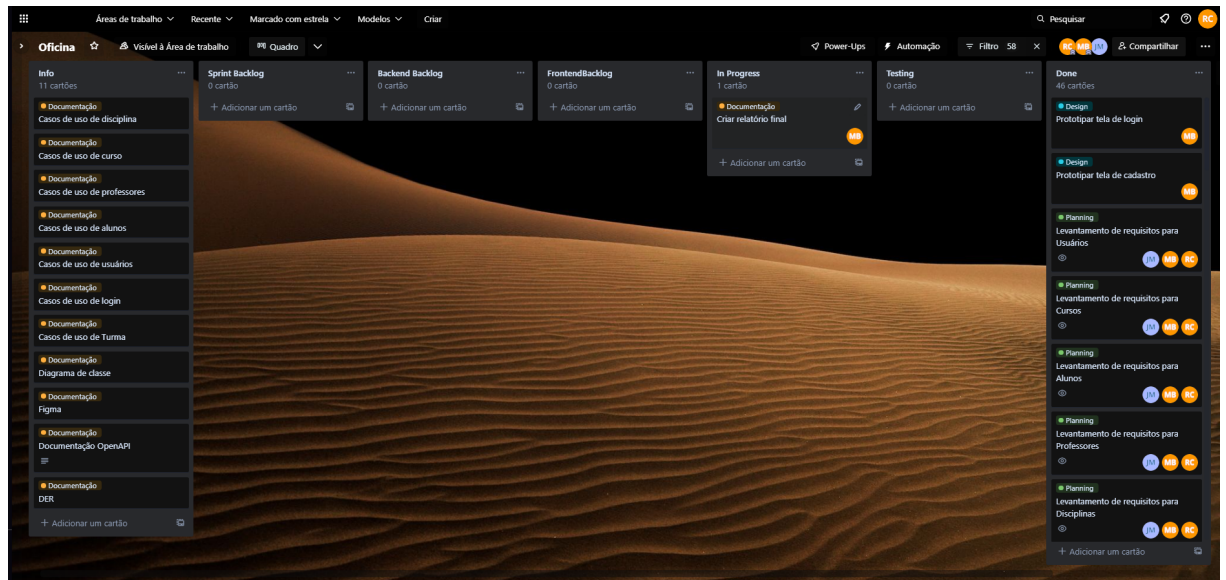 Áreas de trabalho
Recente
Marcado com estrela
Modelos
Criar
Pesquisar
RC
Oficina
Visível à Área de trabalho
Quadro
Power-Ups
Automação
Filtro 58
RC MB JM
Compartilhar
Info
11 cartões
Documentação
Casos de uso de disciplina
Documentação
Casos de uso de curso
Documentação
Casos de uso de professores
Documentação
Casos de uso de alunos
Documentação
Casos de uso de usuários
Documentação
Casos de uso de login
Documentação
Casos de uso de Turma
Documentação
Diagrama de classe
Documentação
Figma
Documentação
Documentação OpenAPI
Documentação
DER
+ Adicionar um cartão
Sprint Backlog
0 cartão
+ Adicionar um cartão
Backend Backlog
0 cartão
+ Adicionar um cartão
FrontendBacklog
0 cartão
+ Adicionar um cartão
In Progress
1 cartão
Documentação
Criar relatório final
MB
+ Adicionar um cartão
Testing
0 cartão
+ Adicionar um cartão
Done
46 cartões
Design
Prototipar tela de login
MB
Design
Prototipar tela de cadastro
MB
Planning
Levantamento de requisitos para
Usuários
JM MB RC
Planning
Levantamento de requisitos para
Cursos
JM MB RC
Planning
Levantamento de requisitos para
Alunos
JM MB RC
Planning
Levantamento de requisitos para
Professores
JM MB RC
Planning
Levantamento de requisitos para
Disciplinas
JM MB RC
+ Adicionar um cartão